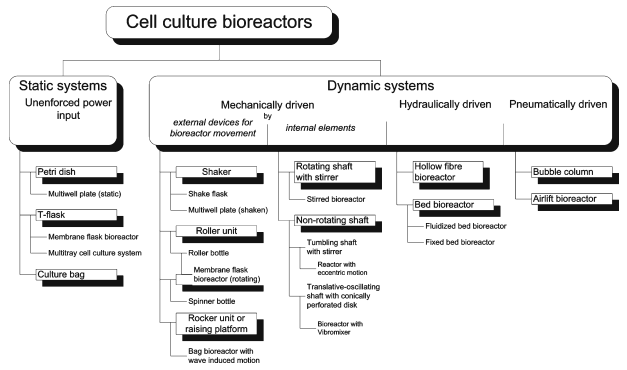 Cell culture bioreactors
Static systems
Unenforced power
input
Dynamic systems
Mechanically driven
by
external devices for
bioreactor movement
internal elements
Hydraulically driven
Pneumatically driven
Petri dish
Multiwell plate (static)
T-flask
Membrane flask bioreactor
Multitray cell culture system
Culture bag
Shaker
Shake flask
Multiwell plate (shaken)
Roller unit
Roller bottle
Membrane flask
bioreactor (rotating)
Spinner bottle
Rocker unit or
raising platform
Bag bioreactor with
wave induced motion
Rotating shaft
with stirrer
Stirred bioreactor
Non-rotating shaft
Tumbling shaft
with stirrer
Reactor with
eccentric motion
Translative-oscillating
shaft with conically
perforated disk
Bioreactor with
Vibromixer
Hollow fibre
bioreactor
Bed bioreactor
Fluidized bed bioreactor
Fixed bed bioreactor
Bubble column
Airlift bioreactor